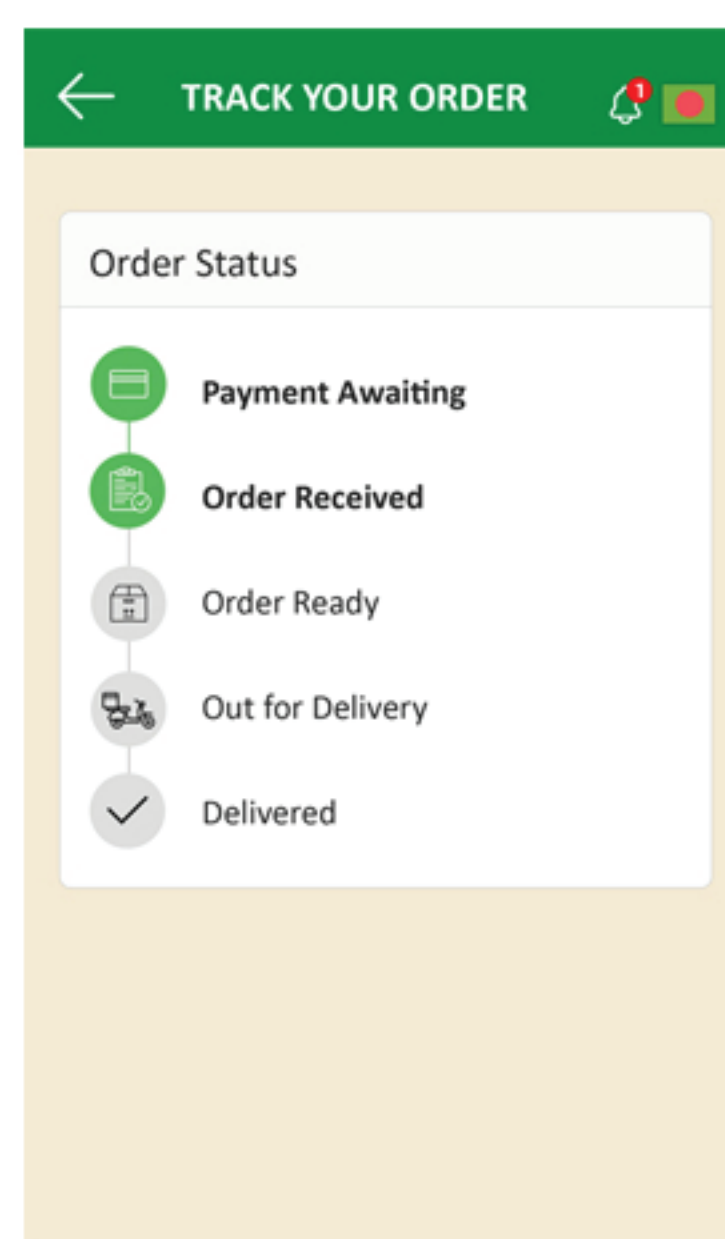 TRACK YOUR ORDER
1
Order Status
Payment Awaiting
Order Received
Order Ready
Out for Delivery
Delivered